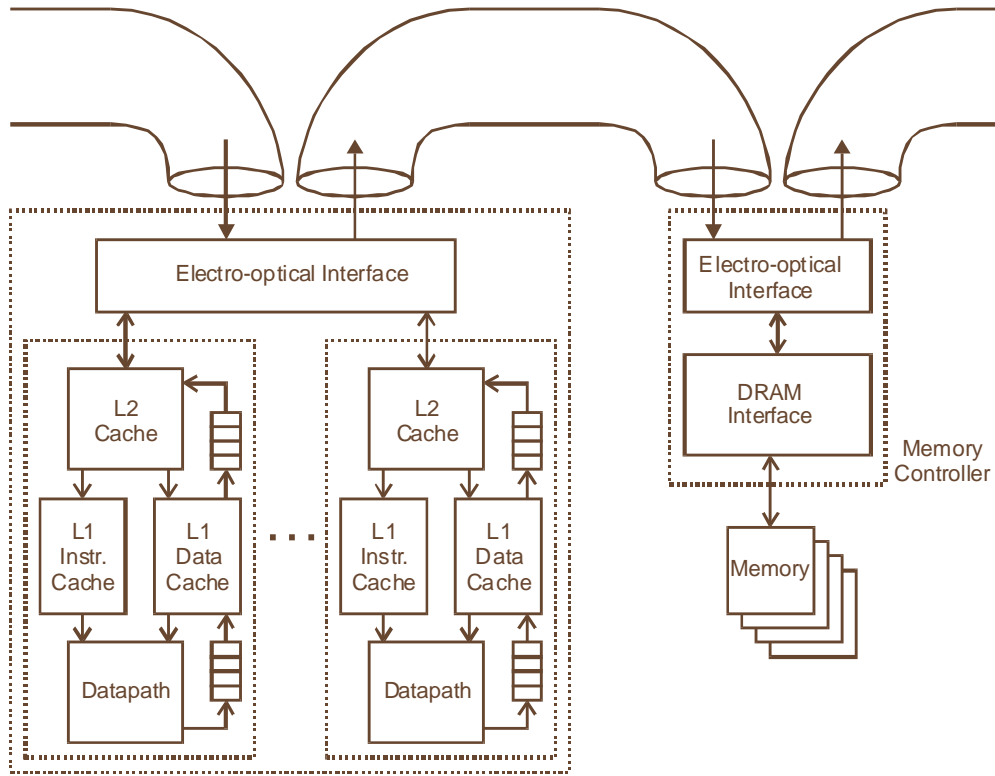 Electro-optical Interface
Electro-optical
Interface
L2
Cache
L2
Cache
DRAM
Interface
Memory
Controller
L1
Instr.
Cache
L1
Data
Cache
. . .
L1
Instr.
Cache
L1
Data
Cache
Memory
Datapath
Datapath